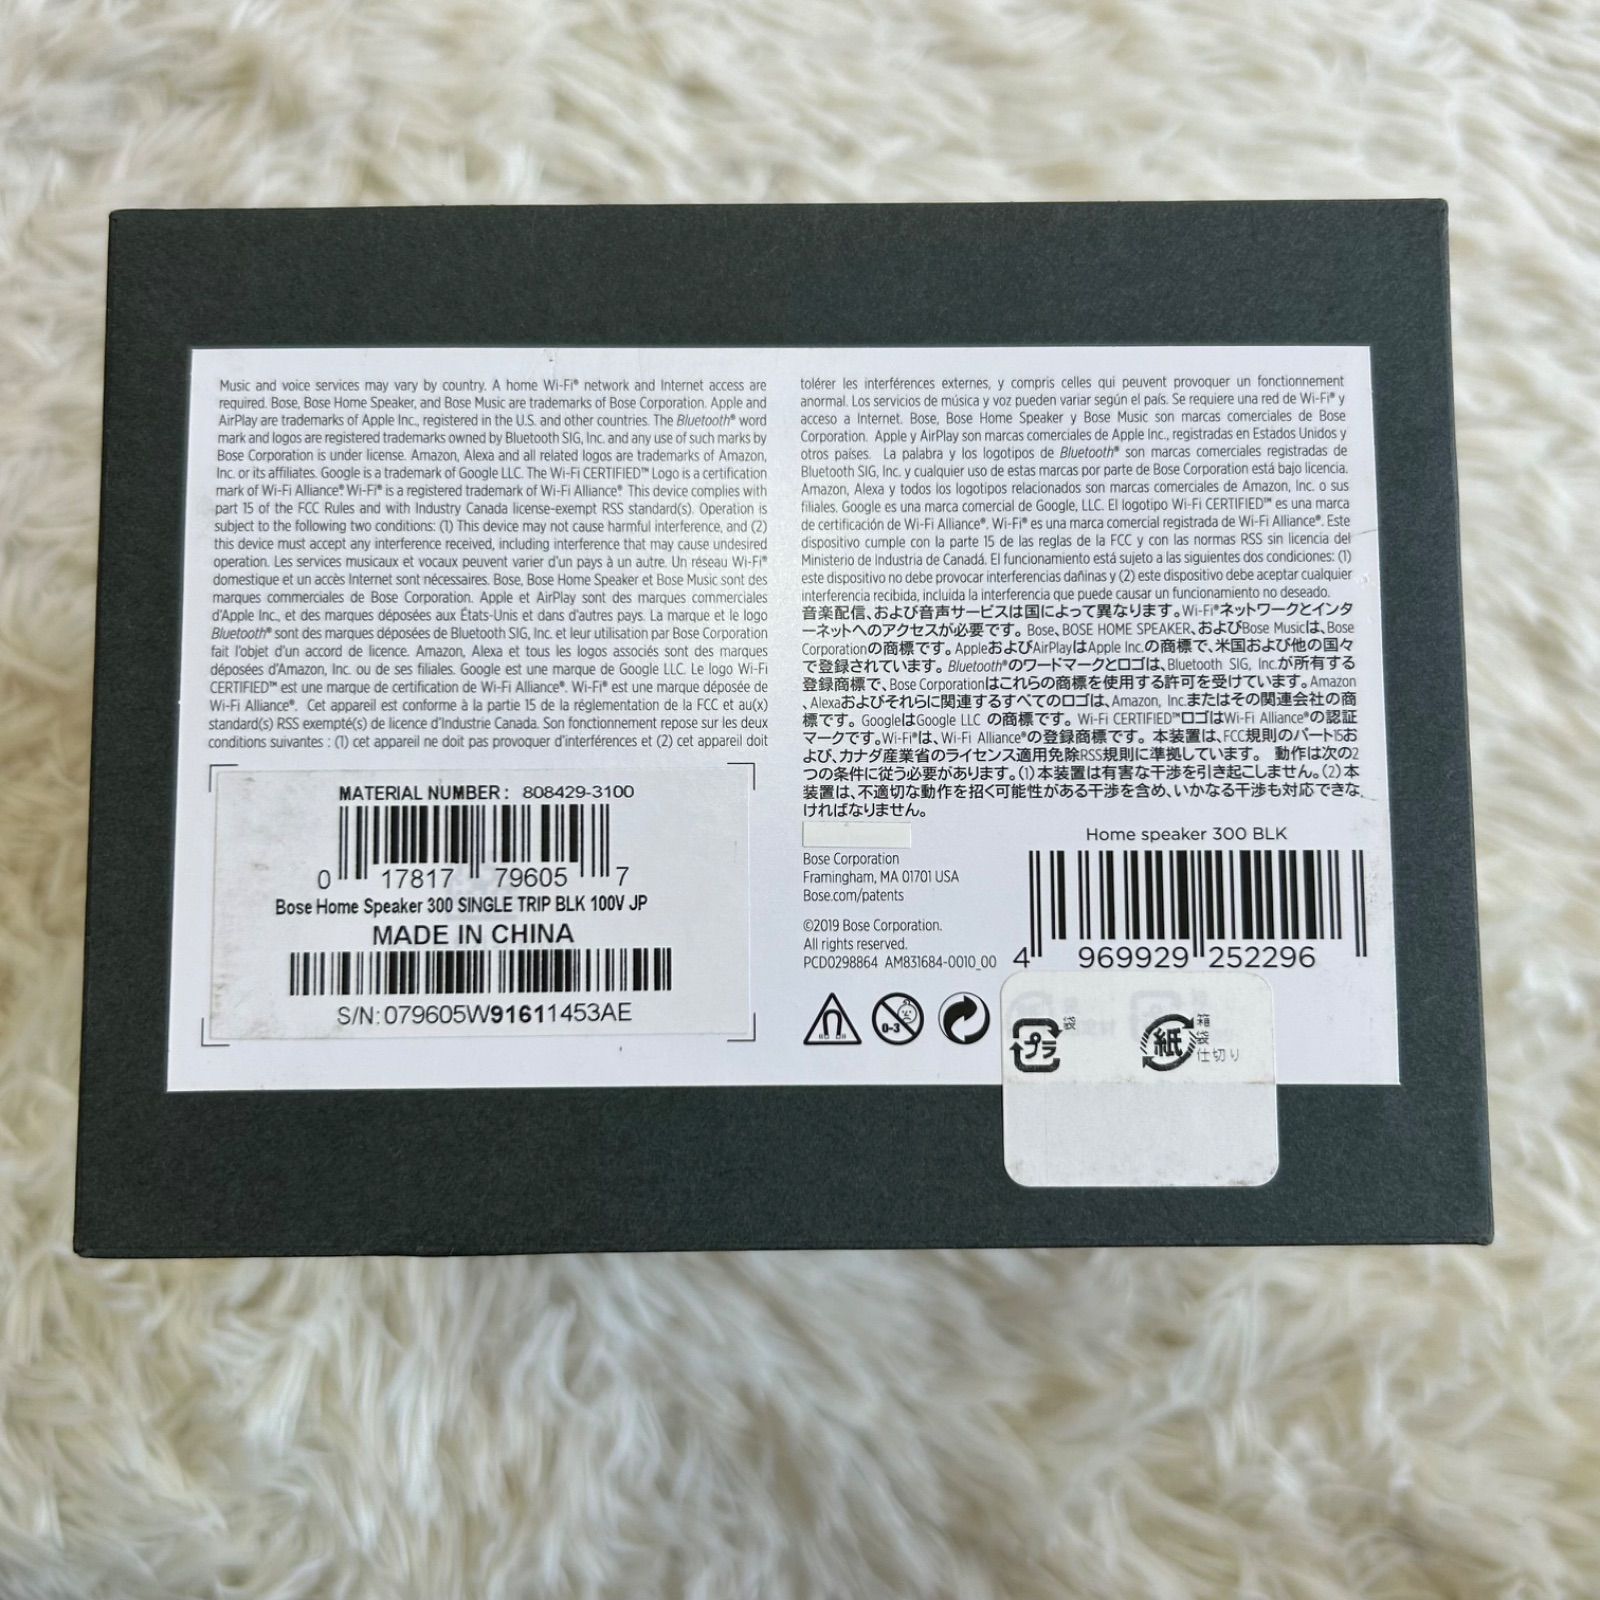 Music and voice services may vary by country. A home Wi-Fi® network and Internet access are
required. Bose, Bose Home Speaker, and Bose Music are trademarks of Bose Corporation. Apple and
AirPlay are trademarks of Apple Inc., registered in the U.S. and other countries. The Bluetooth® word
mark and logos are registered trademarks owned by Bluetooth SIG, Inc. and any use of such marks by
Bose Corporation is under license. Amazon, Alexa and all related logos are trademarks of Amazon,
Inc. or its affiliates. Google is a trademark of Google LLC. The Wi-Fi CERTIFIED™ Logo is a certification
mark of Wi-Fi Alliance®. Wi-Fi® is a registered trademark of Wi-Fi Alliance®. This device complies with
part 15 of the FCC Rules and with Industry Canada license-exempt RSS standard(s). Operation is
subject to the following two conditions: (1) This device may not cause harmful interference, and (2)
this device must accept any interference received, including interference that may cause undesired
operation. Les services musicaux et vocaux peuvent varier d'un pays à un autre. Un réseau Wi-Fi®
domestique et un accès Internet sont nécessaires. Bose, Bose Home Speaker et Bose Music sont des
marques commerciales de Bose Corporation. Apple et AirPlay sont des marques commerciales
d'Apple Inc., et des marques déposées aux États-Unis et dans d'autres pays. La marque et le logo
Bluetooth® sont des marques déposées de Bluetooth SIG, Inc. et leur utilisation par Bose Corporation
fait l'objet d'un accord de licence. Amazon, Alexa et tous les logos associés sont des marques
déposées d'Amazon, Inc. ou de ses filiales. Google est une marque de Google LLC. Le logo Wi-Fi
CERTIFIED™ est une marque de certification de Wi-Fi Alliance®. Wi-Fi® est une marque déposée de
Wi-Fi Alliance®. Cet appareil est conforme à la partie 15 de la réglementation de la FCC et au(x)
standard(s) RSS exempté(s) de licence d'Industrie Canada. Son fonctionnement repose sur les deux
conditions suivantes : (1) cet appareil ne doit pas provoquer d'interférences et (2) cet appareil doit
MATERIAL NUMBER: 808429-3100
0 17817 79605 7
Bose Home Speaker 300 SINGLE TRIP BLK 100V JP
MADE IN CHINA
S/N: 079605W91611453AE
tolérer les interférences externes, y compris celles qui peuvent provoquer un fonctionnement
anormal. Los servicios de música y voz pueden variar según el país. Se requiere una red de Wi-Fi® y
acceso a Internet. Bose, Bose Home Speaker y Bose Music son marcas comerciales de Bose
Corporation. Apple y AirPlay son marcas comerciales de Apple Inc., registradas en Estados Unidos y
otros países. La palabra y los logotipos de Bluetooth® son marcas comerciales registradas de
Bluetooth SIG, Inc. y cualquier uso de estas marcas por parte de Bose Corporation está bajo licencia.
Amazon, Alexa y todos los logotipos relacionados son marcas comerciales de Amazon, Inc. o sus
filiales. Google es una marca comercial de Google, LLC. El logotipo Wi-Fi CERTIFIED™ es una marca
de certificación de Wi-Fi Alliance®. Wi-Fi® es una marca comercial registrada de Wi-Fi Alliance®. Este
dispositivo cumple con la parte 15 de las reglas de la FCC y con las normas RSS sin licencia del
Ministerio de Industria de Canadá. El funcionamiento está sujeto a las siguientes dos condiciones: (1)
este dispositivo no debe provocar interferencias dañinas y (2) este dispositivo debe aceptar cualquier
interferencia recibida, incluida la interferencia que puede causar un funcionamiento no deseado.
音楽配信、および音声サービスは国によって異なります。Wi-Fi®ネットワークとインタ
ーネットへのアクセスが必要です。Bose、BOSE HOME SPEAKER、およびBose Musicは、Bose
Corporationの商標です。AppleおよびAirPlayはApple Inc.の商標で、米国および他の国々
で登録されています。Bluetooth®のワードマークとロゴは、Bluetooth SIG, Inc.が所有する
登録商標で、Bose Corporationはこれらの商標を使用する許可を受けています。Amazon
、Alexaおよびそれらに関連するすべてのロゴは、Amazon, Inc.またはその関連会社の商
標です。GoogleはGoogle LLC の商標です。Wi-Fi CERTIFIED™ロゴはWi-Fi Alliance®の認証
マークです。Wi-Fi®は、Wi-Fi Alliance®の登録商標です。本装置は、FCC規則のパート15お
よび、カナダ産業省のライセンス適用免除RSS規則に準拠しています。 動作は次の2
つの条件に従う必要があります。(1)本装置は有害な干渉を引き起こしません。(2)本
装置は、不適切な動作を招く可能性がある干渉を含め、いかなる干渉も対応できな
ければなりません。
Bose Corporation
Framingham, MA 01701 USA
Bose.com/patents
©2019 Bose Corporation.
All rights reserved.
PCD0298864 AM831684-0010_00
Home speaker 300 BLK
4 969929 252296
0-3
プラ
袋
紙
箱
袋
仕切り